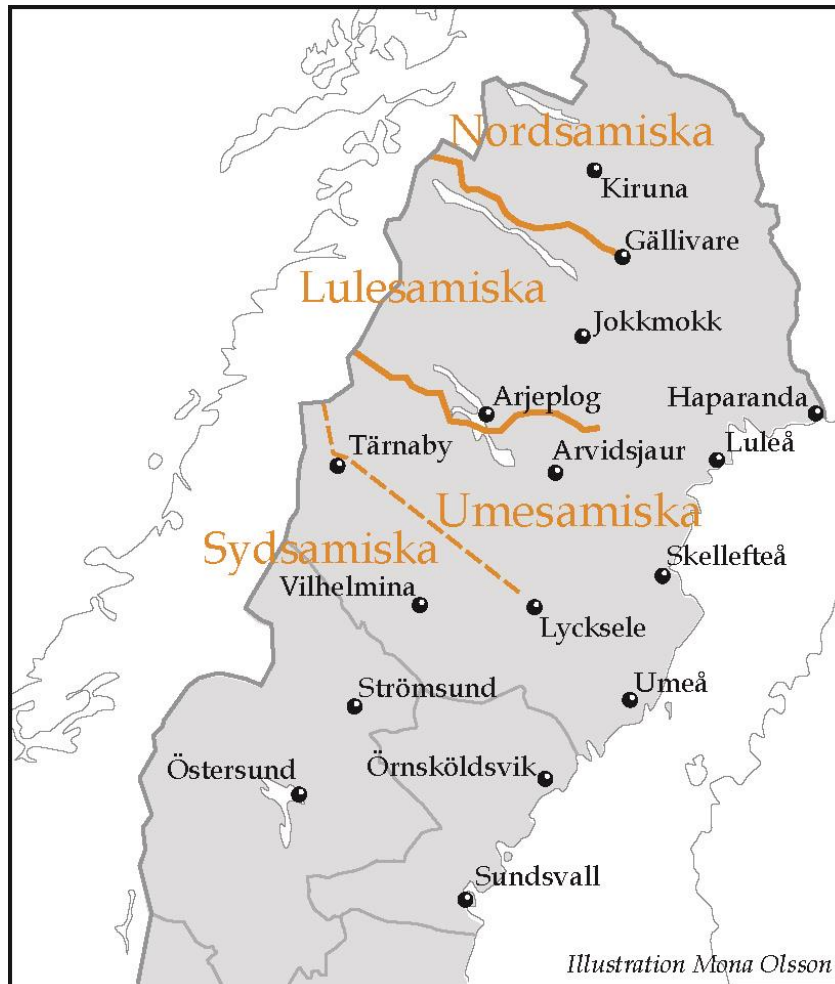 Nordsamiska
Kiruna
Gällivare
Lulesamiska
Jokkmokk
Arjeplog
Haparanda
Tärnaby
Arvidsjaur
Luleå
Umesamiska
Sydsamiska
Skellefteå
Vilhelmina
Lycksele
Strömsund
Umeå
Östersund
Örnsköldsvik
Sundsvall
Illustration Mona Olsson